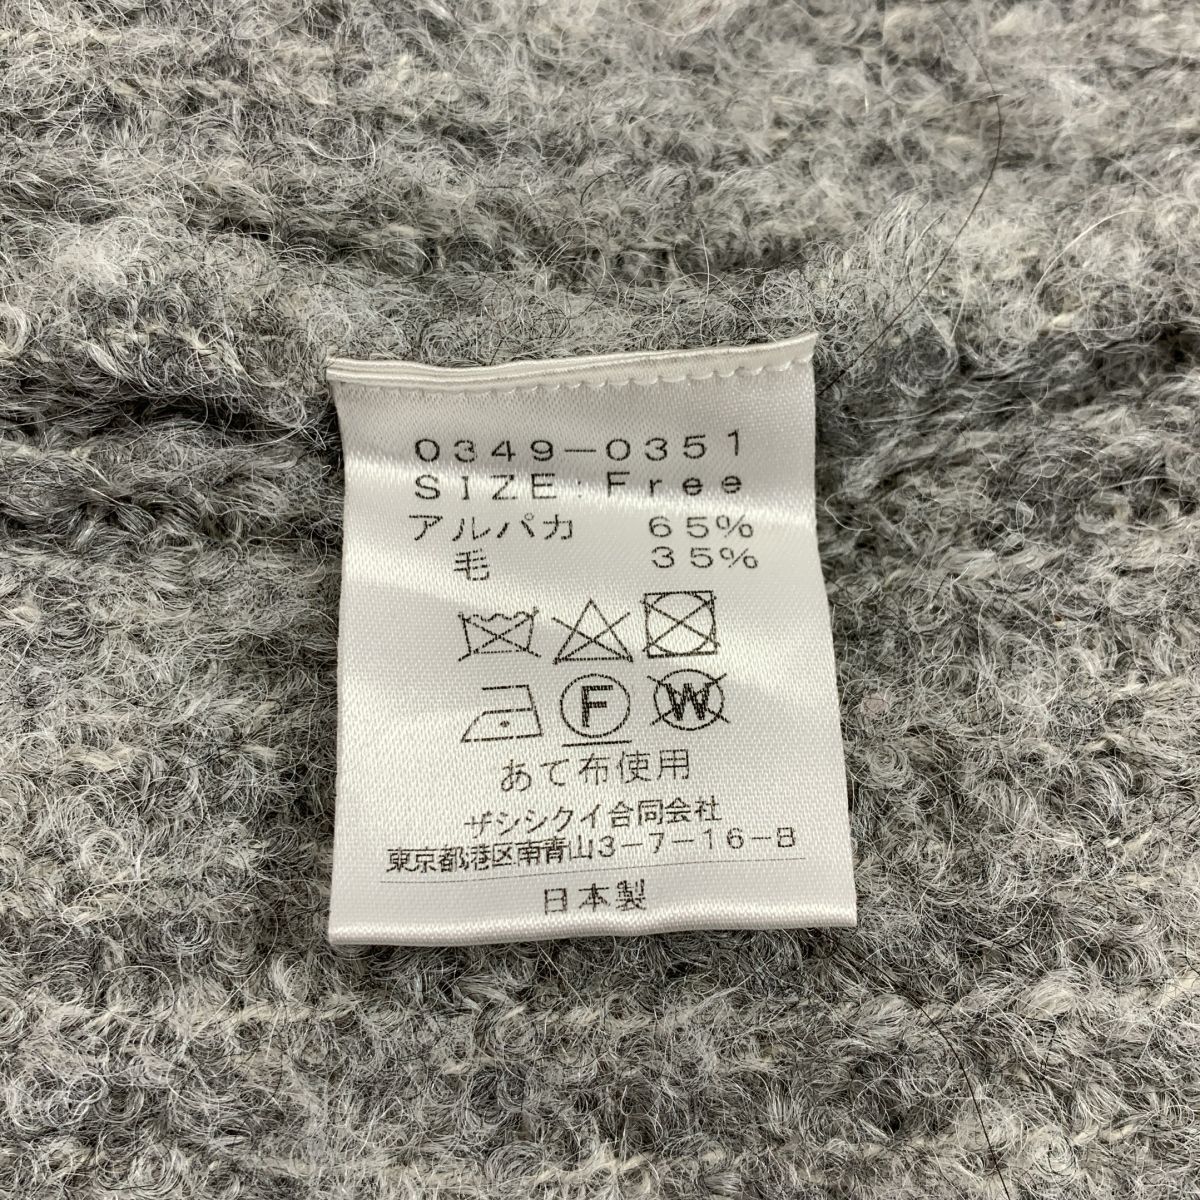 0349-0351
SIZE:Free
アルパカ 65%
毛 35%
F W
あて布使用
ザシシクイ合同会社
東京都港区南青山3-7-16-B
日本製